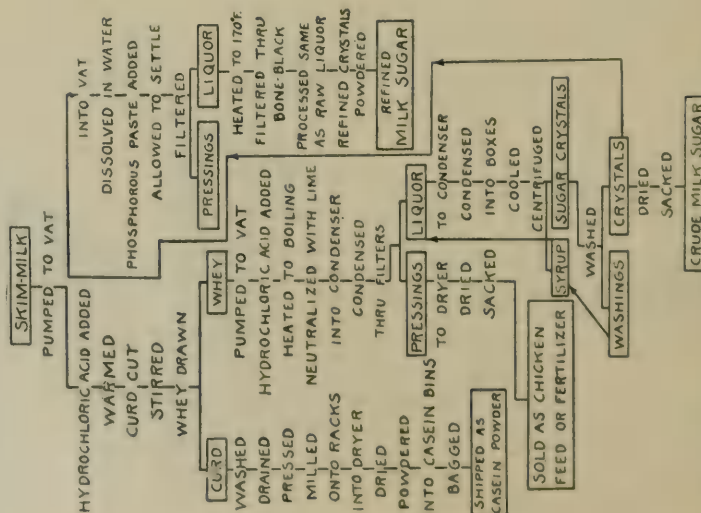 SKIM-MILK
PUMPED TO VAT
HYDROCHLORIC ACID ADDED
WARMED
CURD CUT
STIRRED
WHEY DRAWN
CURD
WASHED
DRAINED
PRESSED
MILLED
ONTO RACKS
INTO DRYER
DRIED
POWDERED
NTO CASEIN BINS
BAGGED
SHIPPED AS
CASEIN POWDER
WHEY
PUMPED TO VAT
HYDROCHLORIC ACID ADDED
HEATED TO BOILING
NEUTRALIZED WITH LIME
INTO CONDENSER
CONDENSED
THRU FILTERS
PRESSINGS
TO DRYER
DRIED
SACKED
SOLD AS CHICKEN
FEED OR FERTILIZER
LIQUOR
TO CONDENSER
CONDENSED
INTO BOXES
COOLED
CENTRIFUGED
SYRUP
SUGAR CRYSTALS
WASHED
WASHINGS
CRYSTALS
DRIED
SACKED
CRUDE MILK SUGAR
INTO VAT
DISSOLVED IN WATER
PHOSPHOROUS PASTE ADDED
ALLOWED TO SETTLE
FILTERED
PRESSINGS
LIQUOR
HEATED TO 170°F.
FILTERED THRU
BONE-BLACK
PROCESSED SAME
AS RAW LIQUOR
REFINED CRYSTALS
POWDERED
REFINED
MILK SUGAR